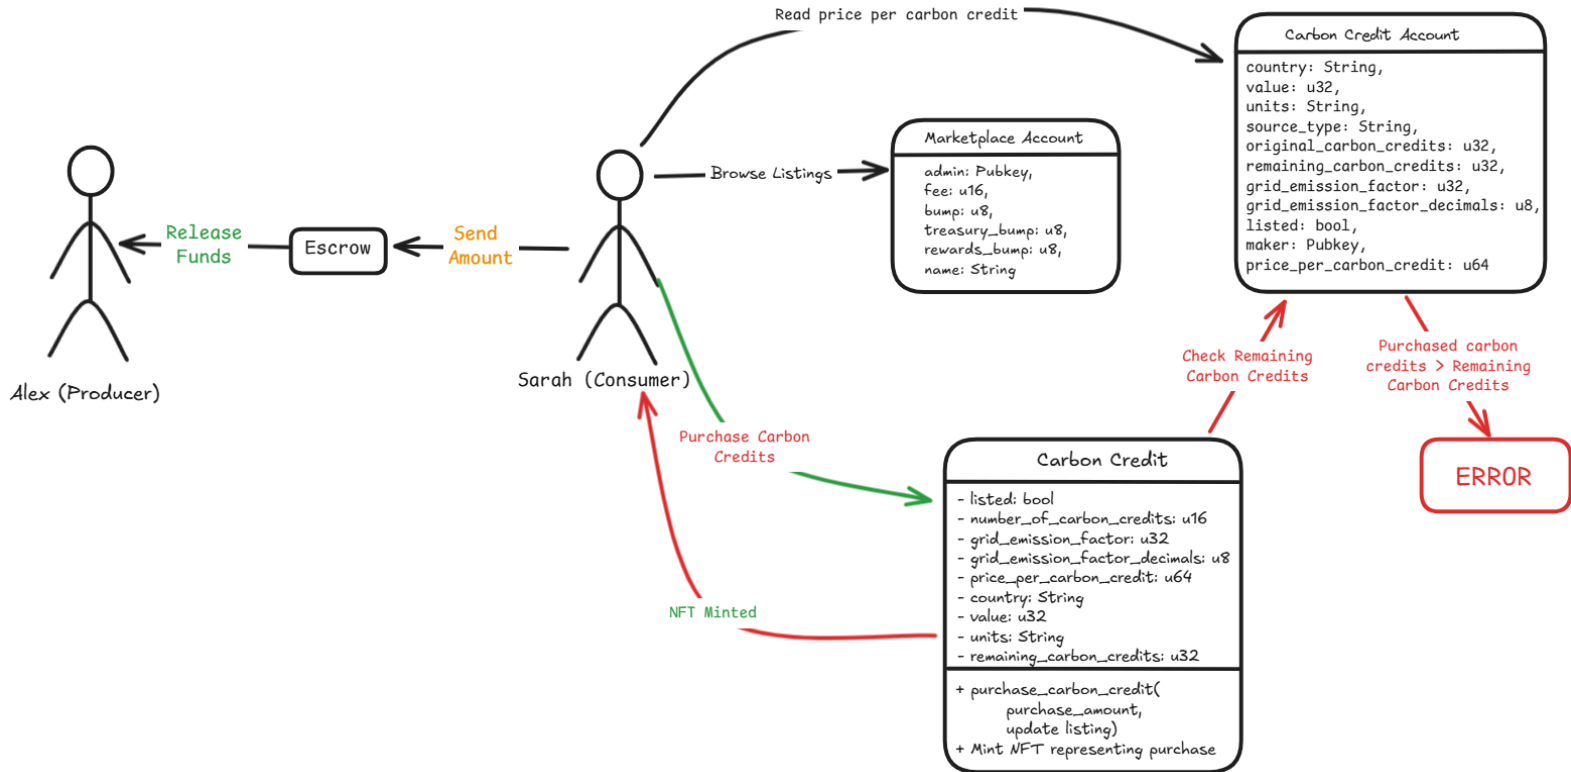 Read price per carbon credit
Carbon Credit Account
country: String,
value: u32,
units: String,
source_type: String,
original_carbon_credits: u32,
remaining_carbon_credits: u32,
grid_emission_factor: u32,
grid_emission_factor_decimals: u8,
listed: bool,
maker: Pubkey,
price_per_carbon_credit: u64
Marketplace Account
admin: Pubkey,
fee: u16,
bump: u8,
treasury_bump: u8,
rewards_bump: u8,
name: String
Browse Listings
Release
Funds
Escrow
Send
Amount
Alex (Producer)
Sarah (Consumer)
Check Remaining
Carbon Credits
Purchased carbon
credits > Remaining
Carbon Credits
ERROR
Purchase Carbon
Credits
NFT Minted
Carbon Credit
- listed: bool
- number_of_carbon_credits: u16
- grid_emission_factor: u32
- grid_emission_factor_decimals: u8
- price_per_carbon_credit: u64
- country: String
- value: u32
- units: String
- remaining_carbon_credits: u32
+ purchase_carbon_credit(
purchase_amount,
update listing)
+ Mint NFT representing purchase